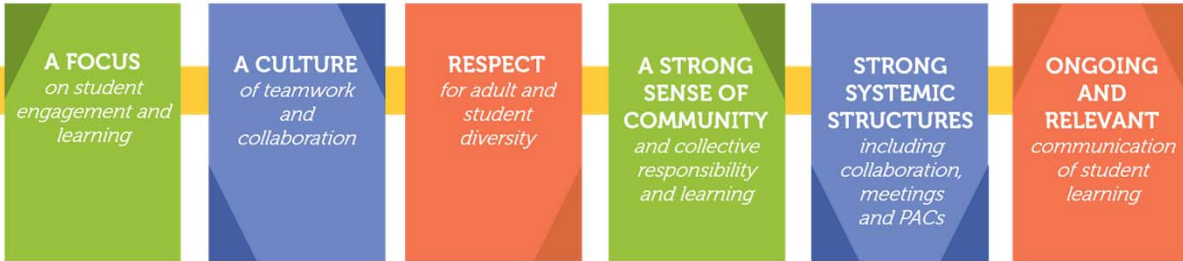 A FOCUS
on student
engagement and
learning
A CULTURE
of teamwork
and
collaboration
RESPECT
for adult and
student
diversity
A STRONG
SENSE OF
COMMUNITY
and collective
responsibility
and learning
STRONG
SYSTEMIC
STRUCTURES
including
collaboration,
meetings
and PACs
ONGOING
AND
RELEVANT
communication
of student
learning